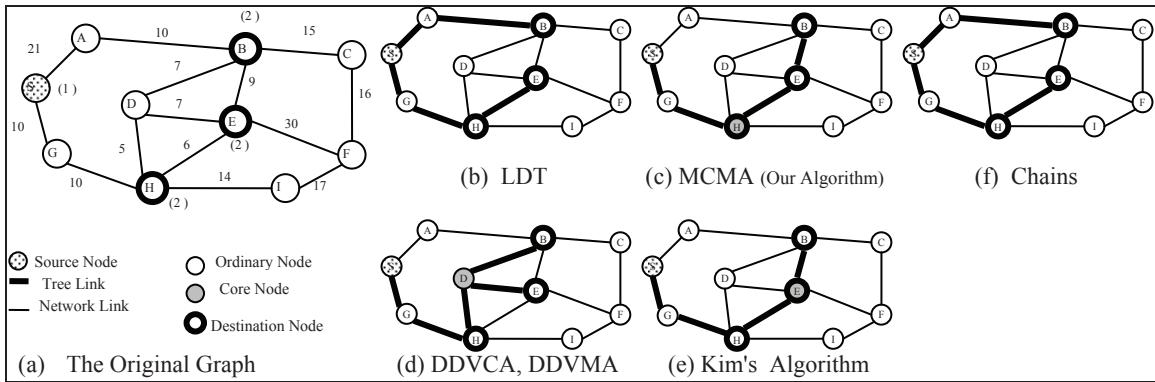 (2 )
A
10
15
21
B
C
7
9
S
(1 )
D
7
16
10
E
30
G
5
6
(2 )
F
10
H
14
I
17
(2 )
Source Node
Tree Link
Network Link
Ordinary Node
Core Node
Destination Node
(a) The Original Graph
A
B
C
S
D
E
G
F
H
I
(b) LDT
A
B
C
S
D
E
G
F
H
I
(c) MCMA (Our Algorithm)
A
B
C
S
D
E
G
F
H
I
(f) Chains
A
B
C
S
D
E
G
F
H
I
(d) DDVCA, DDVMA
A
B
C
S
D
E
G
F
H
I
(e) Kim's Algorithm